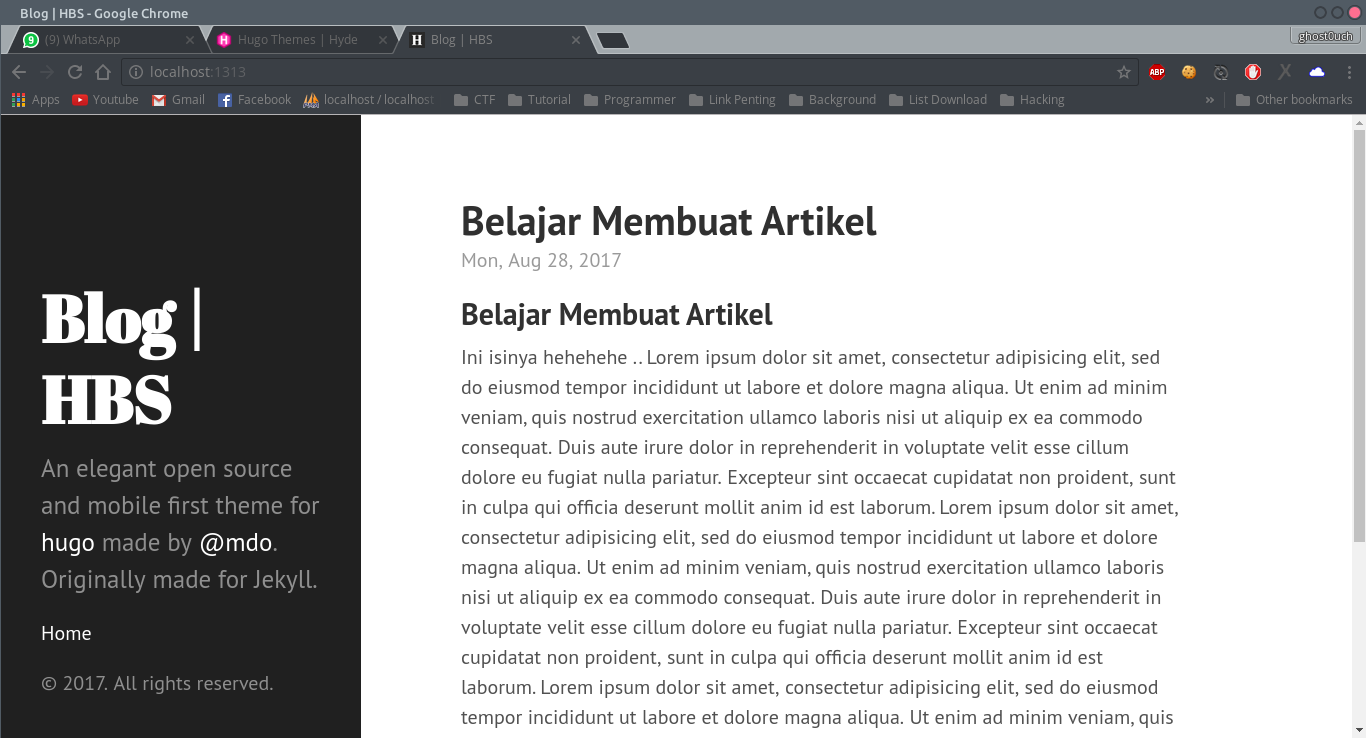 Blog | HBS - Google Chrome
(9) WhatsApp
Hugo Themes | Hyde
Blog | HBS
ghost0uch
localhost:1313
ABP
Apps
Youtube
Gmail
Facebook
localhost / localhost
CTF
Tutorial
Programmer
Link Penting
Background
List Download
Hacking
»
Other bookmarks
Blog |
HBS
An elegant open source
and mobile first theme for
hugo made by @mdo.
Originally made for Jekyll.
Home
© 2017. All rights reserved.
Belajar Membuat Artikel
Mon, Aug 28, 2017
Belajar Membuat Artikel
Ini isinya hehehehe .. Lorem ipsum dolor sit amet, consectetur adipisicing elit, sed
do eiusmod tempor incididunt ut labore et dolore magna aliqua. Ut enim ad minim
veniam, quis nostrud exercitation ullamco laboris nisi ut aliquip ex ea commodo
consequat. Duis aute irure dolor in reprehenderit in voluptate velit esse cillum
dolore eu fugiat nulla pariatur. Excepteur sint occaecat cupidatat non proident, sunt
in culpa qui officia deserunt mollit anim id est laborum. Lorem ipsum dolor sit amet,
consectetur adipisicing elit, sed do eiusmod tempor incididunt ut labore et dolore
magna aliqua. Ut enim ad minim veniam, quis nostrud exercitation ullamco laboris
nisi ut aliquip ex ea commodo consequat. Duis aute irure dolor in reprehenderit in
voluptate velit esse cillum dolore eu fugiat nulla pariatur. Excepteur sint occaecat
cupidatat non proident, sunt in culpa qui officia deserunt mollit anim id est
laborum. Lorem ipsum dolor sit amet, consectetur adipisicing elit, sed do eiusmod
tempor incididunt ut labore et dolore magna aliqua. Ut enim ad minim veniam, quis